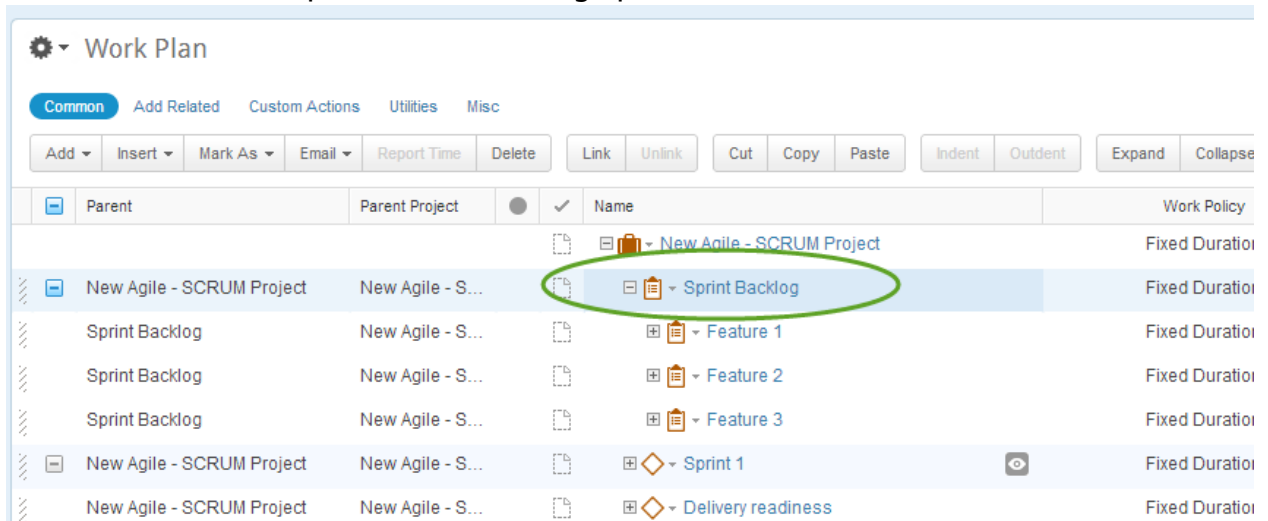 Work Plan
Common Add Related Custom Actions Utilities Misc
Add Insert Mark As Email Report Time Delete Link Unlink Cut Copy Paste Indent Outdent Expand Collapse
Parent Parent Project Name Work Policy
New Agile - SCRUM Project Fixed Duration
New Agile - SCRUM Project New Agile - S... Sprint Backlog Fixed Duration
Sprint Backlog New Agile - S... Feature 1 Fixed Duration
Sprint Backlog New Agile - S... Feature 2 Fixed Duration
Sprint Backlog New Agile - S... Feature 3 Fixed Duration
New Agile - SCRUM Project New Agile - S... Sprint 1 Fixed Duration
New Agile - SCRUM Project New Agile - S... Delivery readiness Fixed Duration